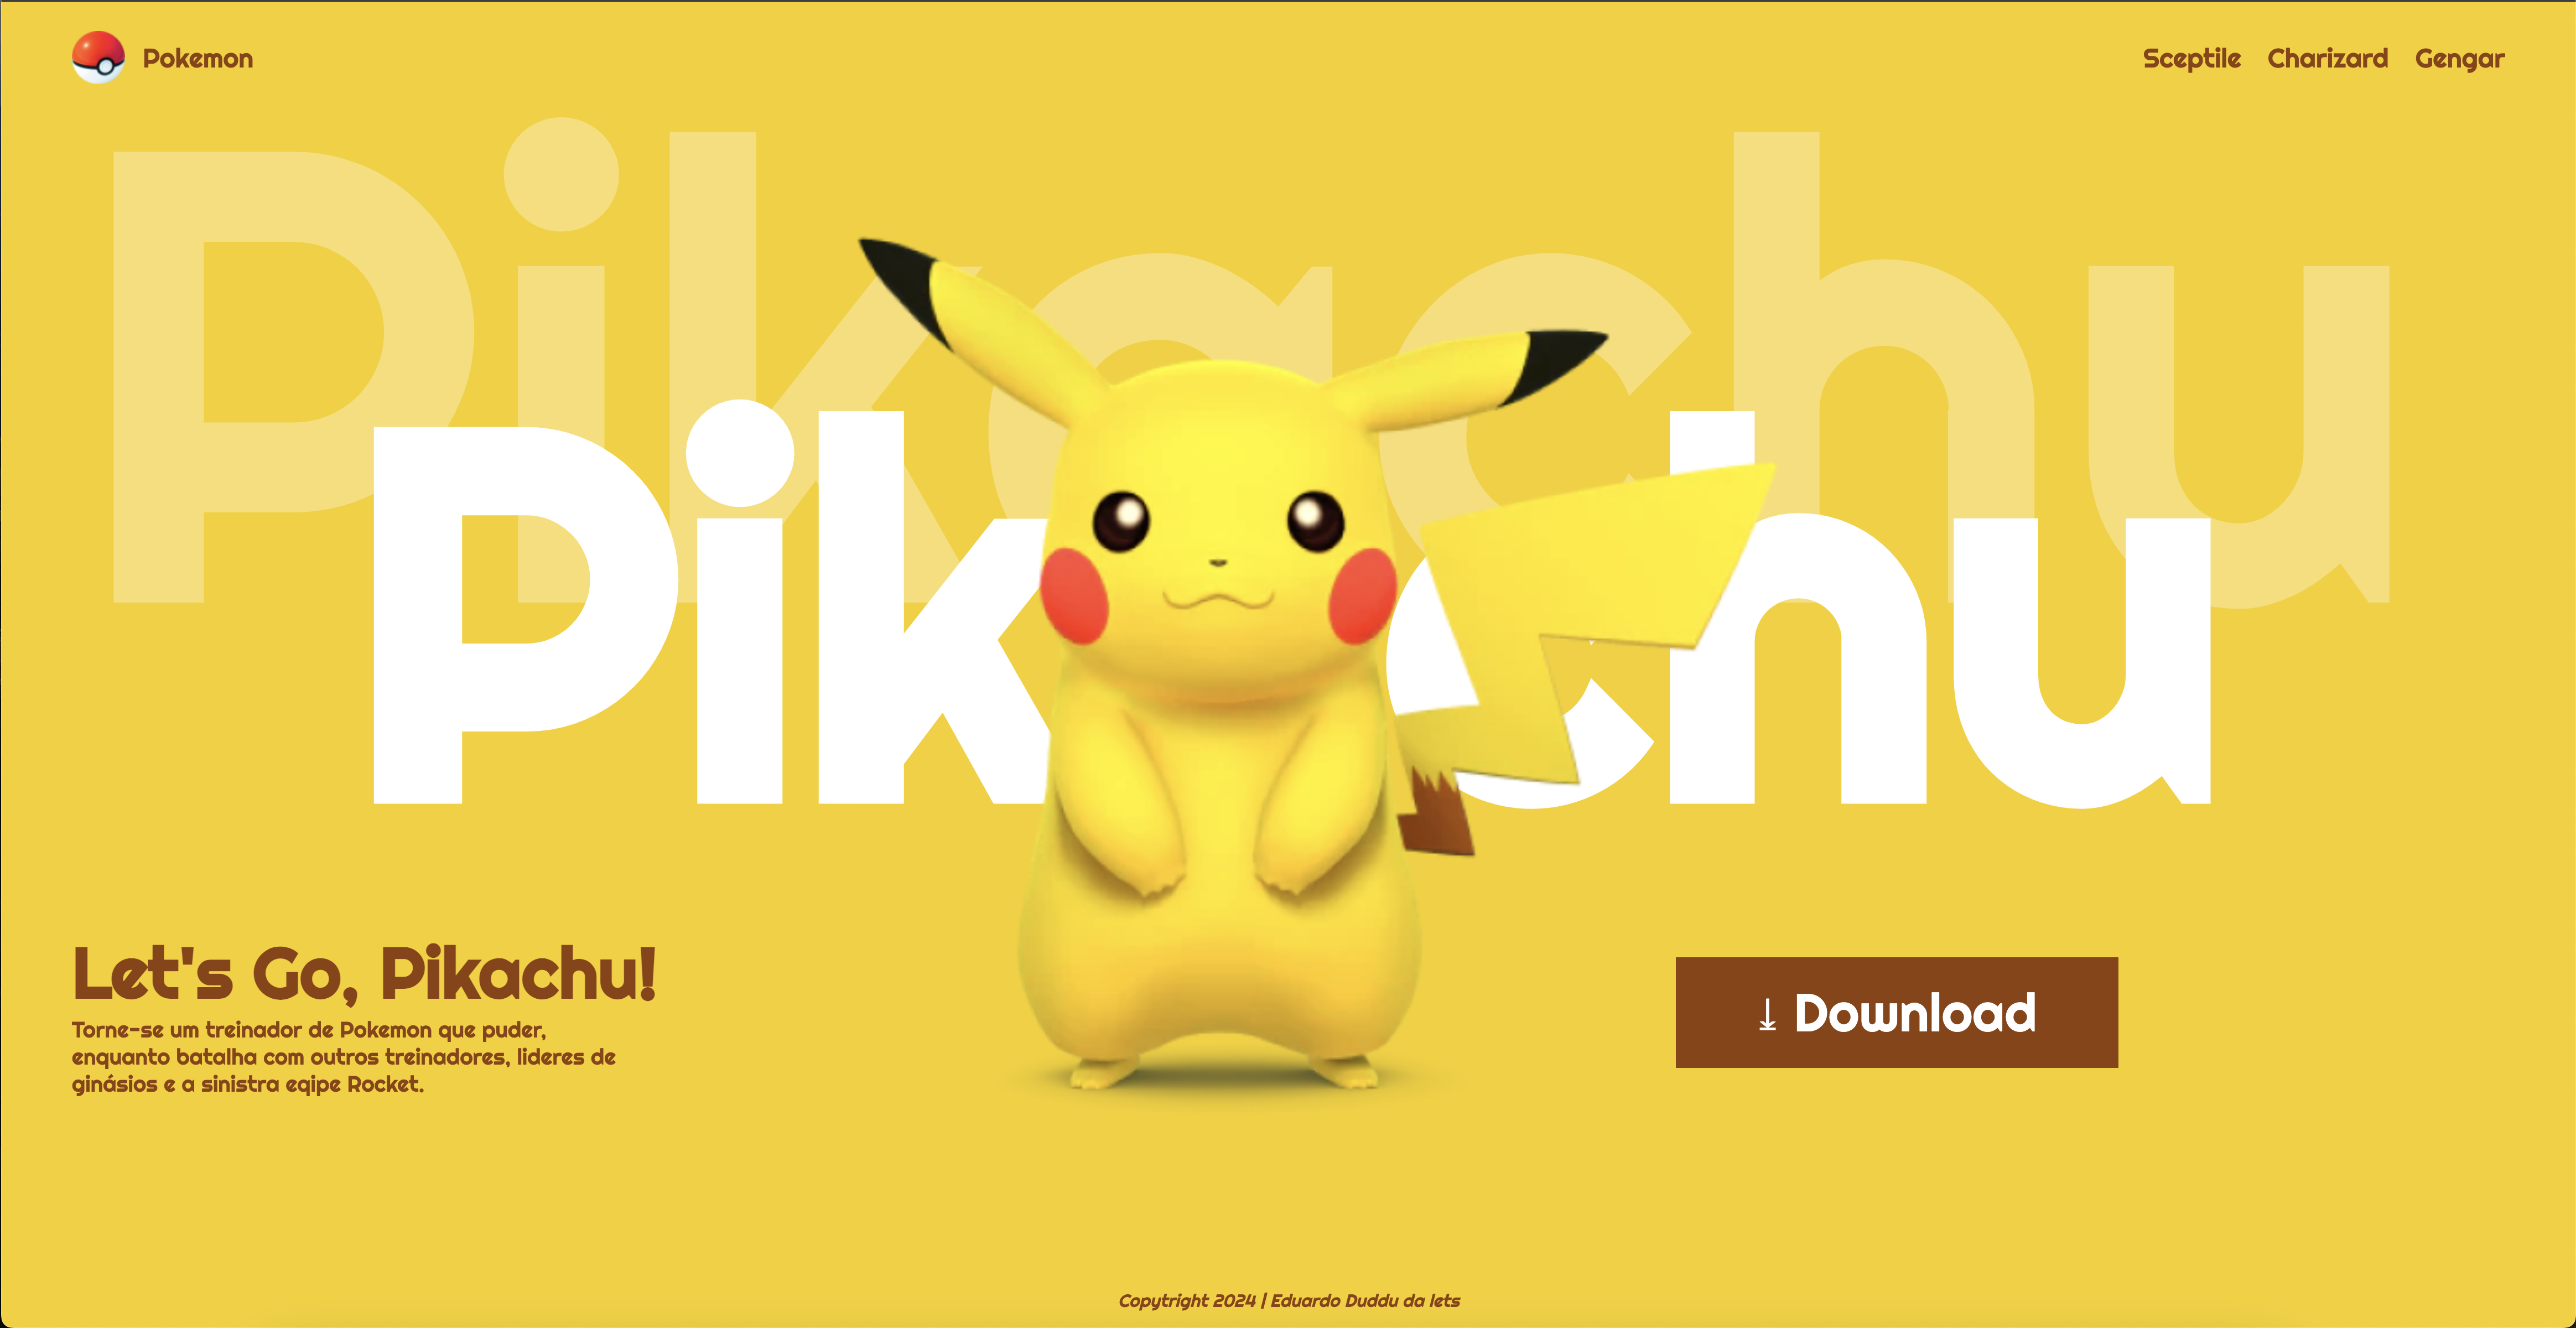 Pokemon
Sceptile Charizard Gengar
Pikachu
Pikachu
Let's Go, Pikachu!
Torne-se um treinador de Pokemon que puder,
enquanto batalha com outros treinadores, lideres de
ginásios e a sinistra eqipe Rocket.
Download
Copytright 2024 | Eduardo Duddu da lets